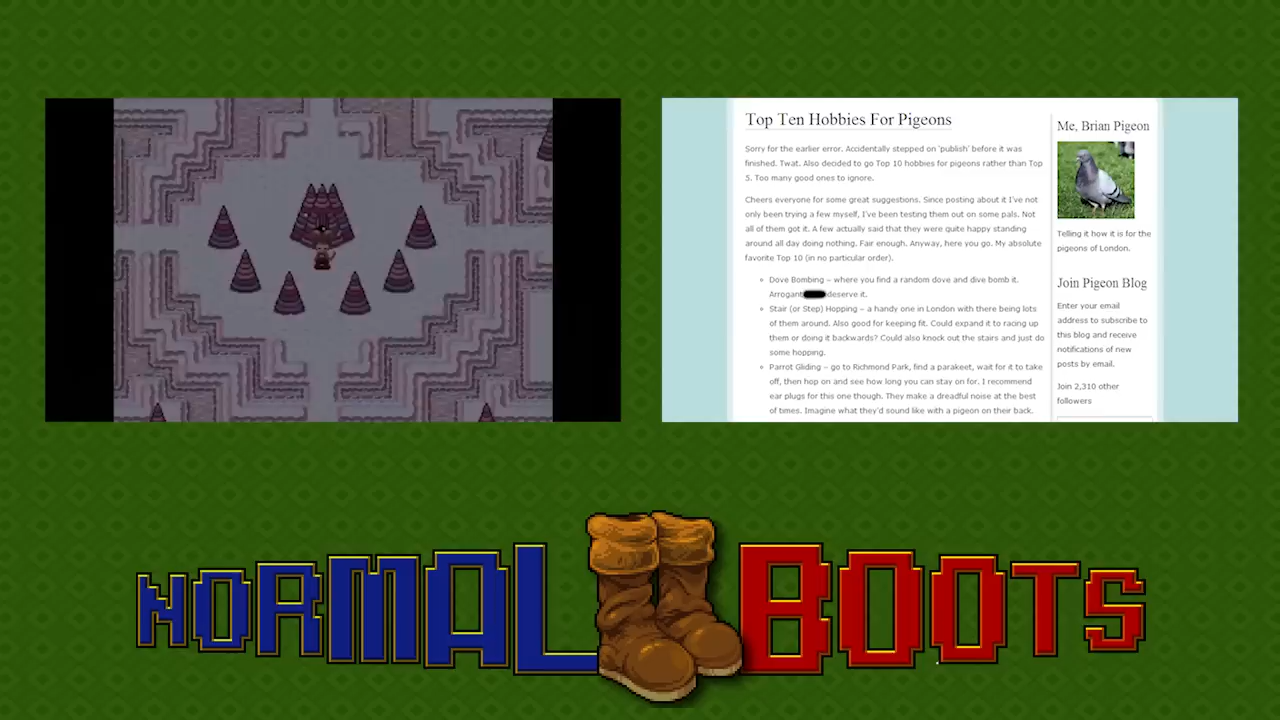 Top Ten Hobbies For Pigeons
Sorry for the earlier error. Accidentally stepped on 'publish' before it was
finished. Twat. Also decided to go Top 10 hobbies for pigeons rather than Top
5. Too many good ones to ignore.
Cheers everyone for some great suggestions. Since posting about it I've not
only been trying a few myself, I've been testing them out on some pals. Not
all of them got it. A few actually said that they were quite happy standing
around all day doing nothing. Fair enough. Anyway, here you go. My absolute
favorite Top 10 (in no particular order).
Dove Bombing – where you find a random dove and dive bomb it.
Arrogant deserve it.
Stair (or Step) Hopping – a handy one in London with there being lots
of them around. Also good for keeping fit. Could expand it to racing up
them or doing it backwards? Could also knock out the stairs and just do
some hopping.
Parrot Gliding – go to Richmond Park, find a parakeet, wait for it to take
off, then hop on and see how long you can stay on for. I recommend
ear plugs for this one though. They make a dreadful noise at the best
of times. Imagine what they'd sound like with a pigeon on their back.
Me, Brian Pigeon
Telling it how it is for the
pigeons of London.
Join Pigeon Blog
Enter your email
address to subscribe to
this blog and receive
notifications of new
posts by email.
Join 2,310 other
followers
NORMAL BOOTS